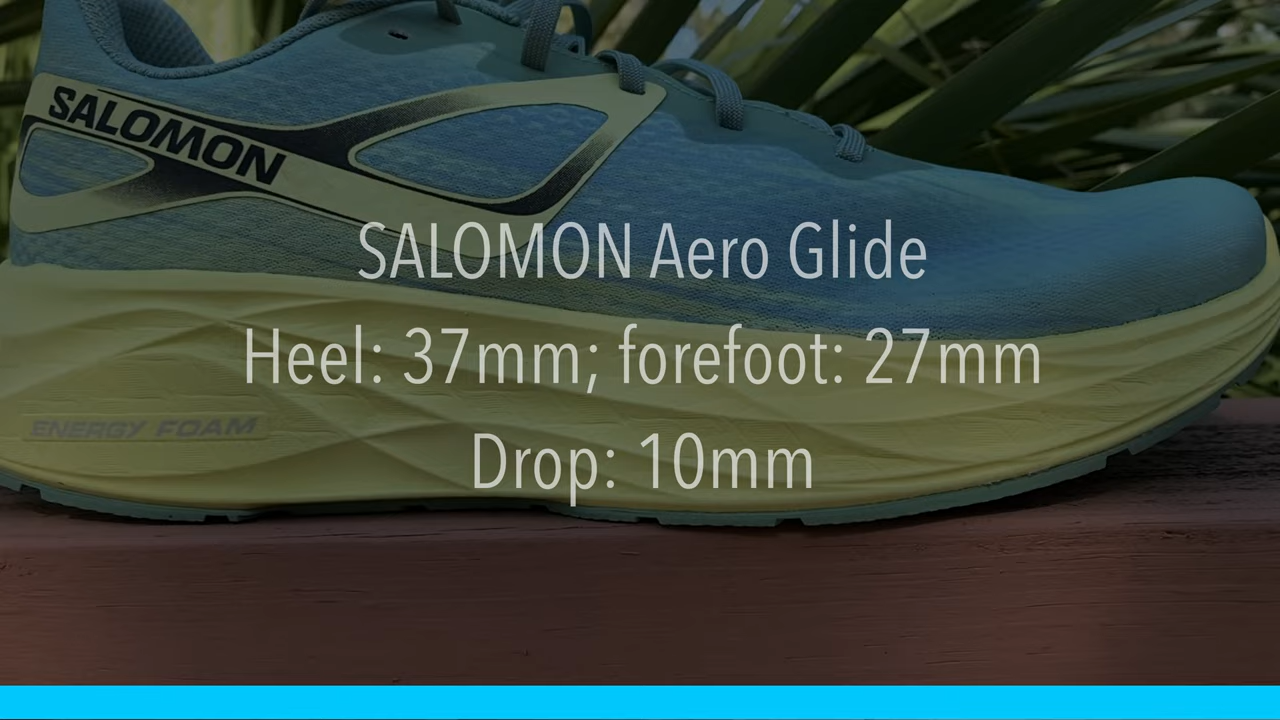 SALOMON
SALOMON Aero Glide
Heel: 37mm; forefoot: 27mm
ENERGY FOAM
Drop: 10mm